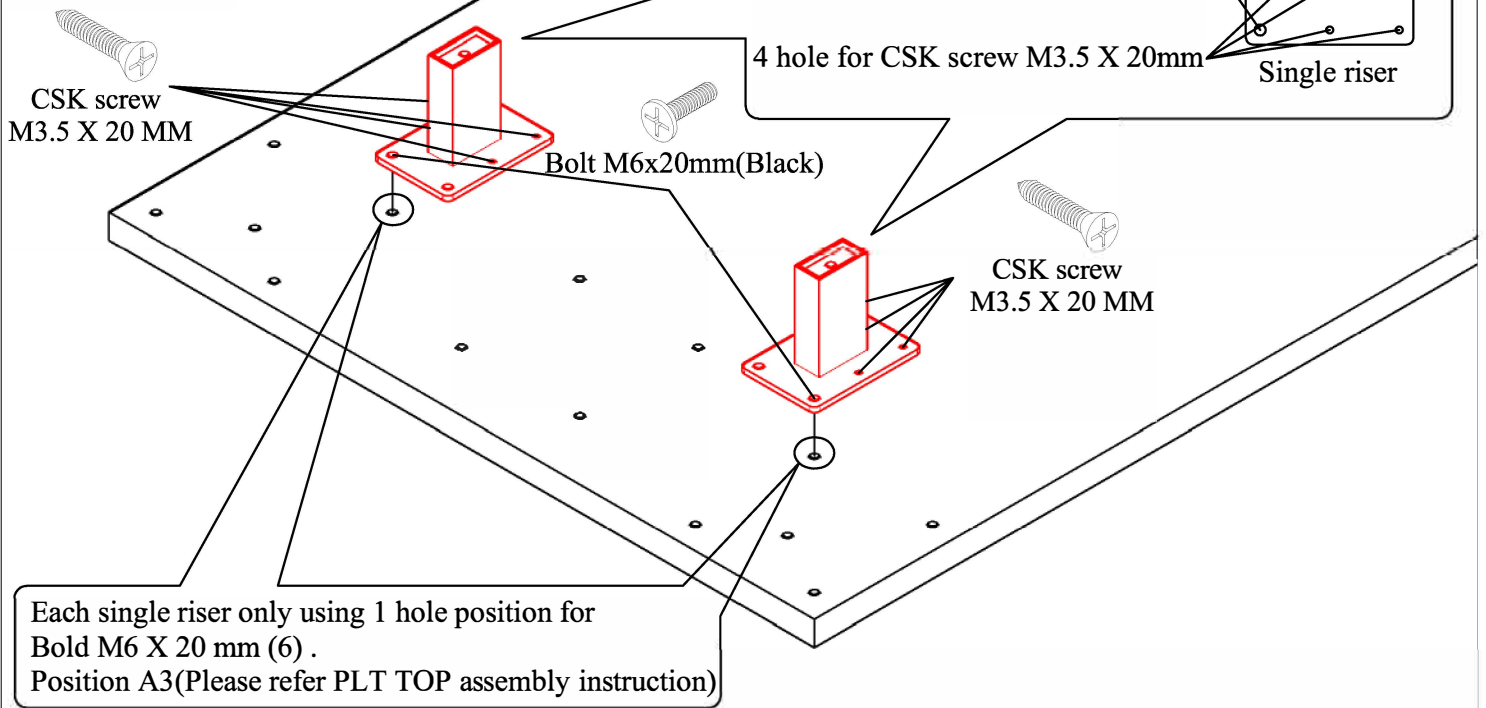 4 hole for CSK screw M3.5 X 20mm
Single riser
CSK screw
M3.5 X 20 MM
Bolt M6x20mm(Black)
CSK screw
M3.5 X 20 MM
Each single riser only using 1 hole position for
Bold M6 X 20 mm (6) .
Position A3(Please refer PLT TOP assembly instruction)